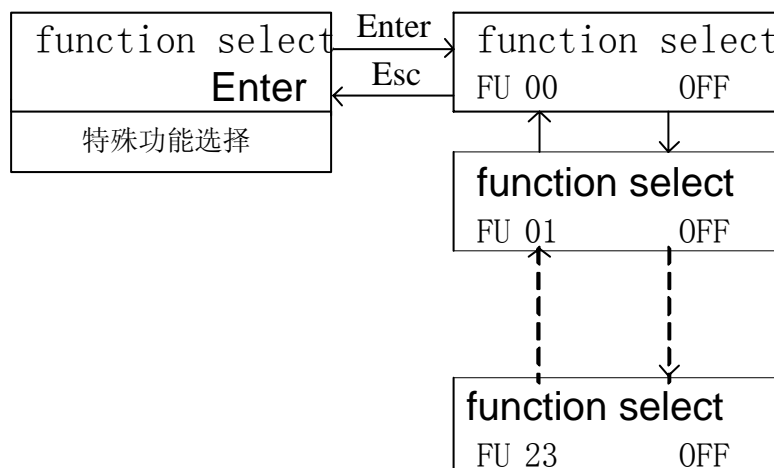 function select
Enter
特殊功能选择
Enter
Esc
function select
FU 00 OFF
function select
FU 01 OFF
function select
FU 23 OFF